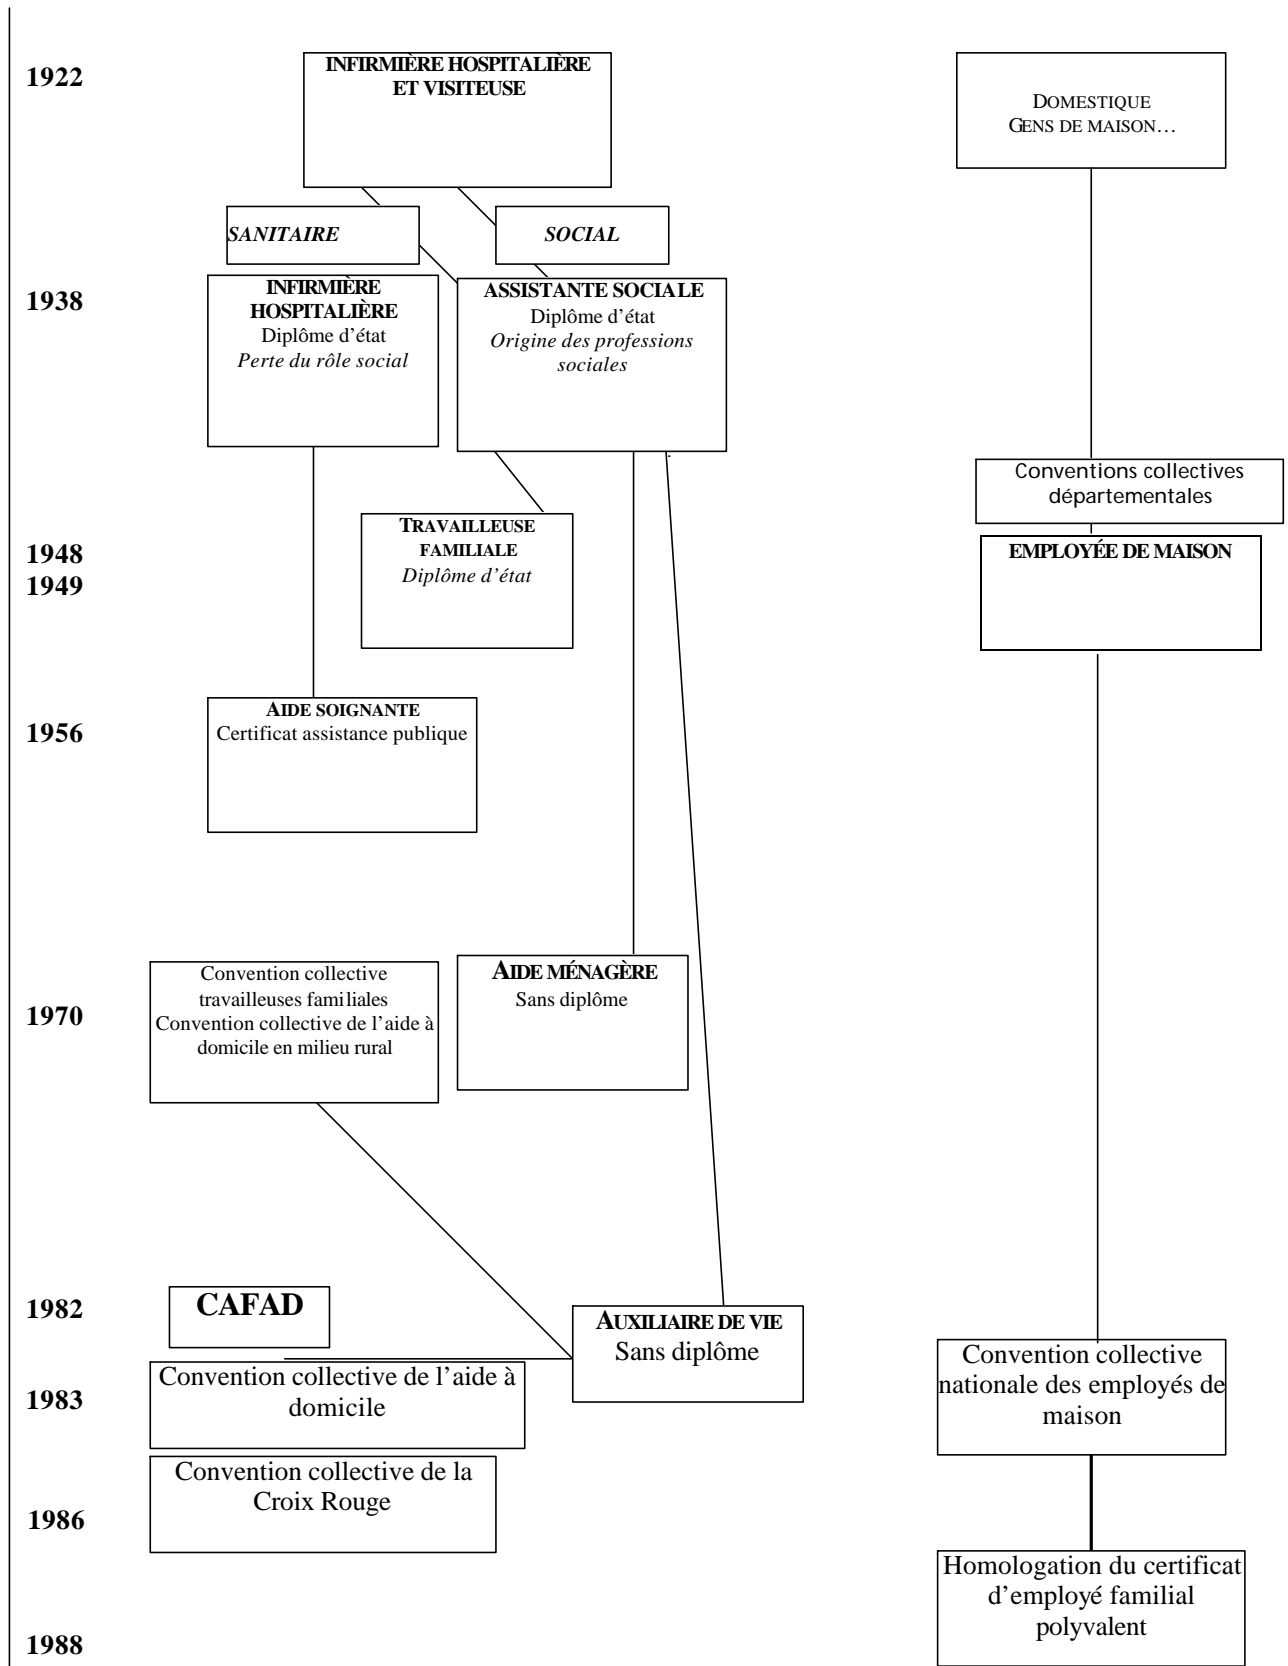 1922
INFIRMIÈRE HOSPITALIÈRE
ET VISITEUSE
DOMESTIQUE
GENS DE MAISON…
SANITAIRE
SOCIAL
1938
INFIRMIÈRE
HOSPITALIÈRE
Diplôme d’état
Perte du rôle social
ASSISTANTE SOCIALE
Diplôme d’état
Origine des professions
sociales
Conventions collectives
départementales
1948
1949
TRAVAILLEUSE
FAMILIALE
Diplôme d’état
EMPLOYÉE DE MAISON
1956
AIDE SOIGNANTE
Certificat assistance publique
1970
Convention collective
travailleuses familiales
Convention collective de l’aide à
domicile en milieu rural
AIDE MÉNAGÈRE
Sans diplôme
1982
CAFAD
AUXILIAIRE DE VIE
Sans diplôme
1983
Convention collective de l’aide à
domicile
Convention collective
nationale des employés de
maison
Convention collective de la
Croix Rouge
1986
Homologation du certificat
d’employé familial
polyvalent
1988